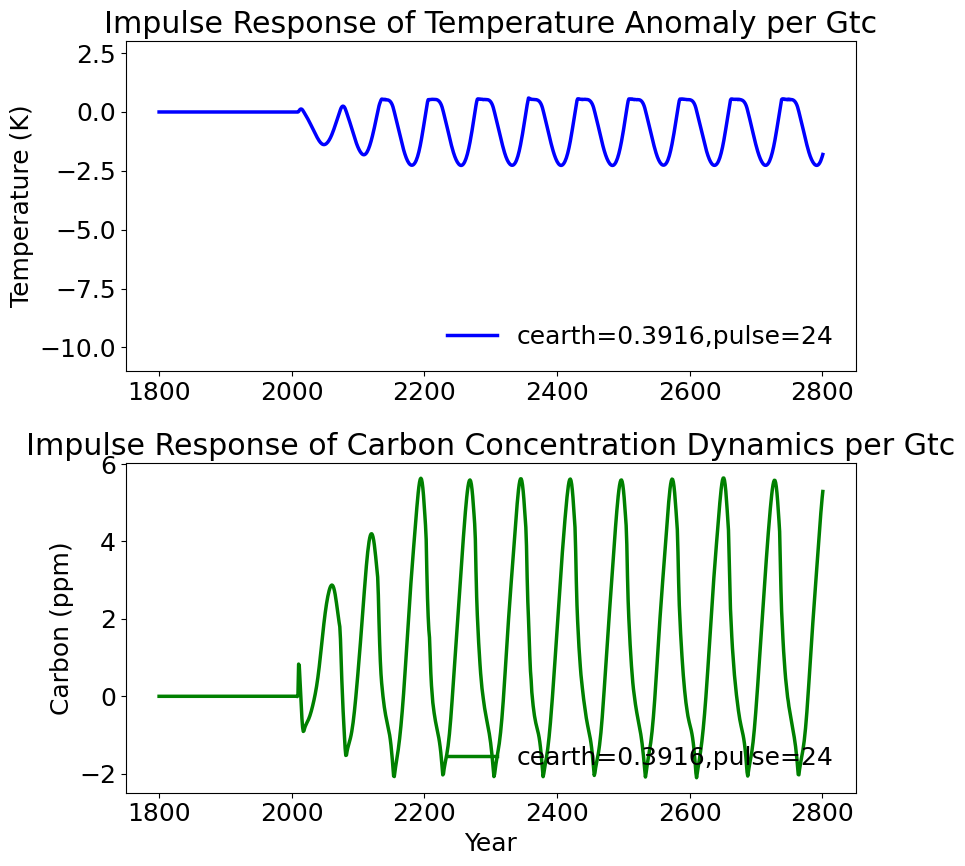 Impulse Response of Temperature Anomaly per Gtc
Temperature (K)
2.5
0.0
−2.5
−5.0
−7.5
−10.0
cearth=0.3916,pulse=24
1800 2000 2200 2400 2600 2800
Impulse Response of Carbon Concentration Dynamics per Gtc
Carbon (ppm)
6
4
2
0
−2
cearth=0.3916,pulse=24
1800 2000 2200 2400 2600 2800
Year